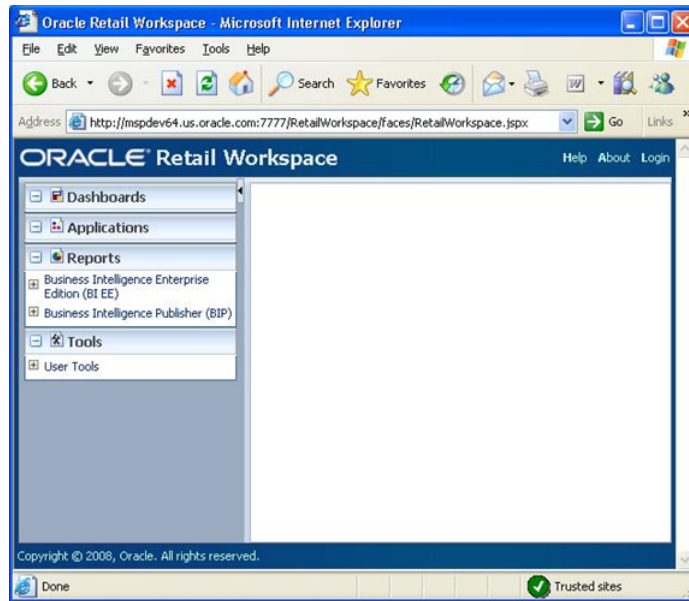 Oracle Retail Workspace - Microsoft Internet Explorer
File Edit View Favorites Tools Help
Back Search Favorites
Address http://mspdev64.us.oracle.com:7777/RetailWorkspace/faces/RetailWorkspace.jspx Go Links »
ORACLE® Retail Workspace Help About Login
Dashboards
Applications
Reports
Business Intelligence Enterprise
Edition (BI EE)
Business Intelligence Publisher (BIP)
Tools
User Tools
Copyright © 2008, Oracle. All rights reserved.
Done Trusted sites